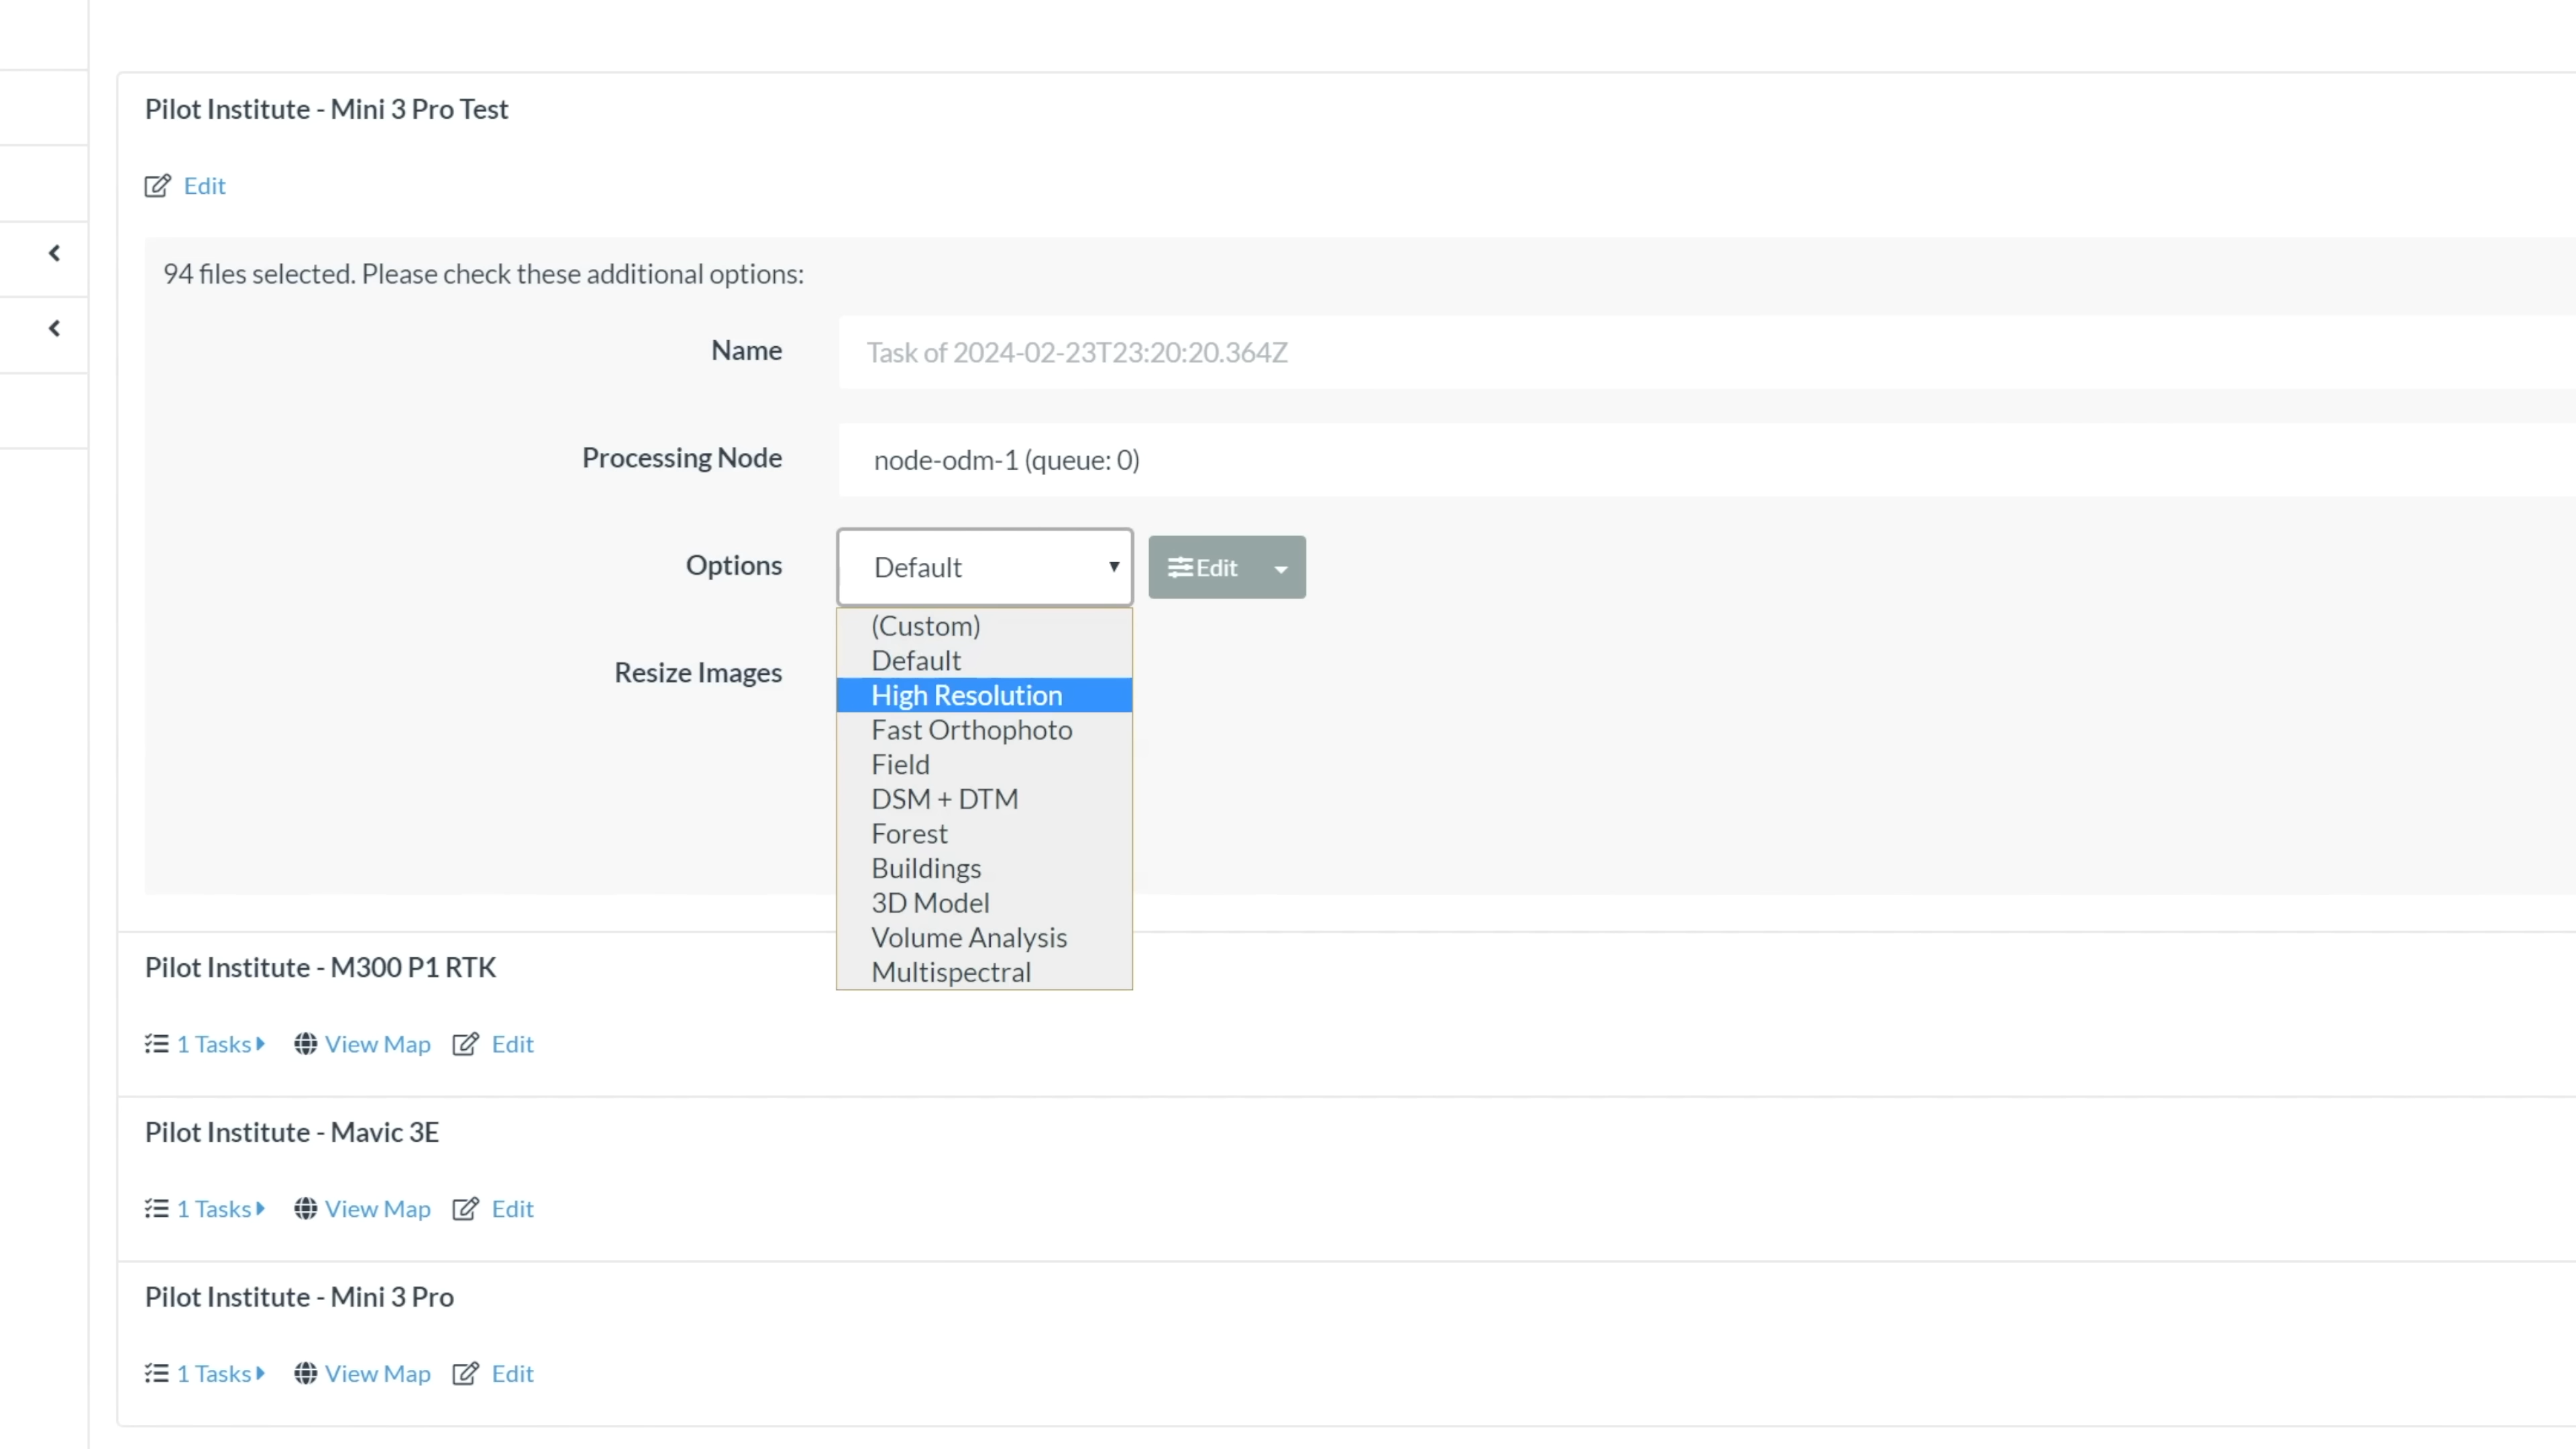 Pilot Institute - Mini 3 Pro Test
Edit
94 files selected. Please check these additional options:
Name
Task of 2024-02-23T23:20:20.364Z
Processing Node
node-odm-1 (queue: 0)
Options
Default
Edit
(Custom)
Default
Resize Images
High Resolution
Fast Orthophoto
Field
DSM + DTM
Forest
Buildings
3D Model
Volume Analysis
Multispectral
Pilot Institute - M300 P1 RTK
1 Tasks View Map Edit
Pilot Institute - Mavic 3E
1 Tasks View Map Edit
Pilot Institute - Mini 3 Pro
1 Tasks View Map Edit